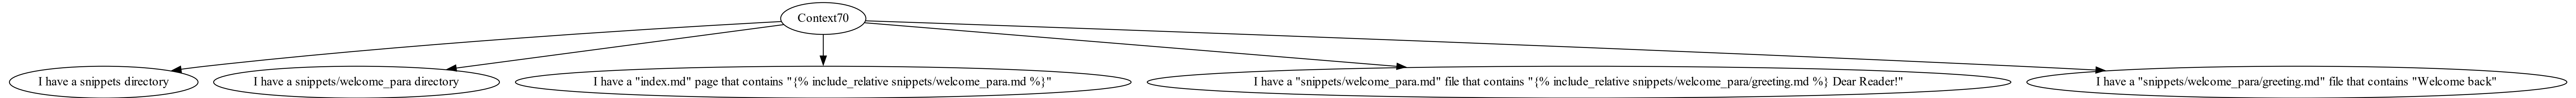 Context70
I have a snippets directory
I have a snippets/welcome_para directory
I have a "index.md" page that contains "{% include_relative snippets/welcome_para.md %}"
I have a "snippets/welcome_para.md" file that contains "{% include_relative snippets/welcome_para/greeting.md %} Dear Reader!"
I have a "snippets/welcome_para/greeting.md" file that contains "Welcome back"